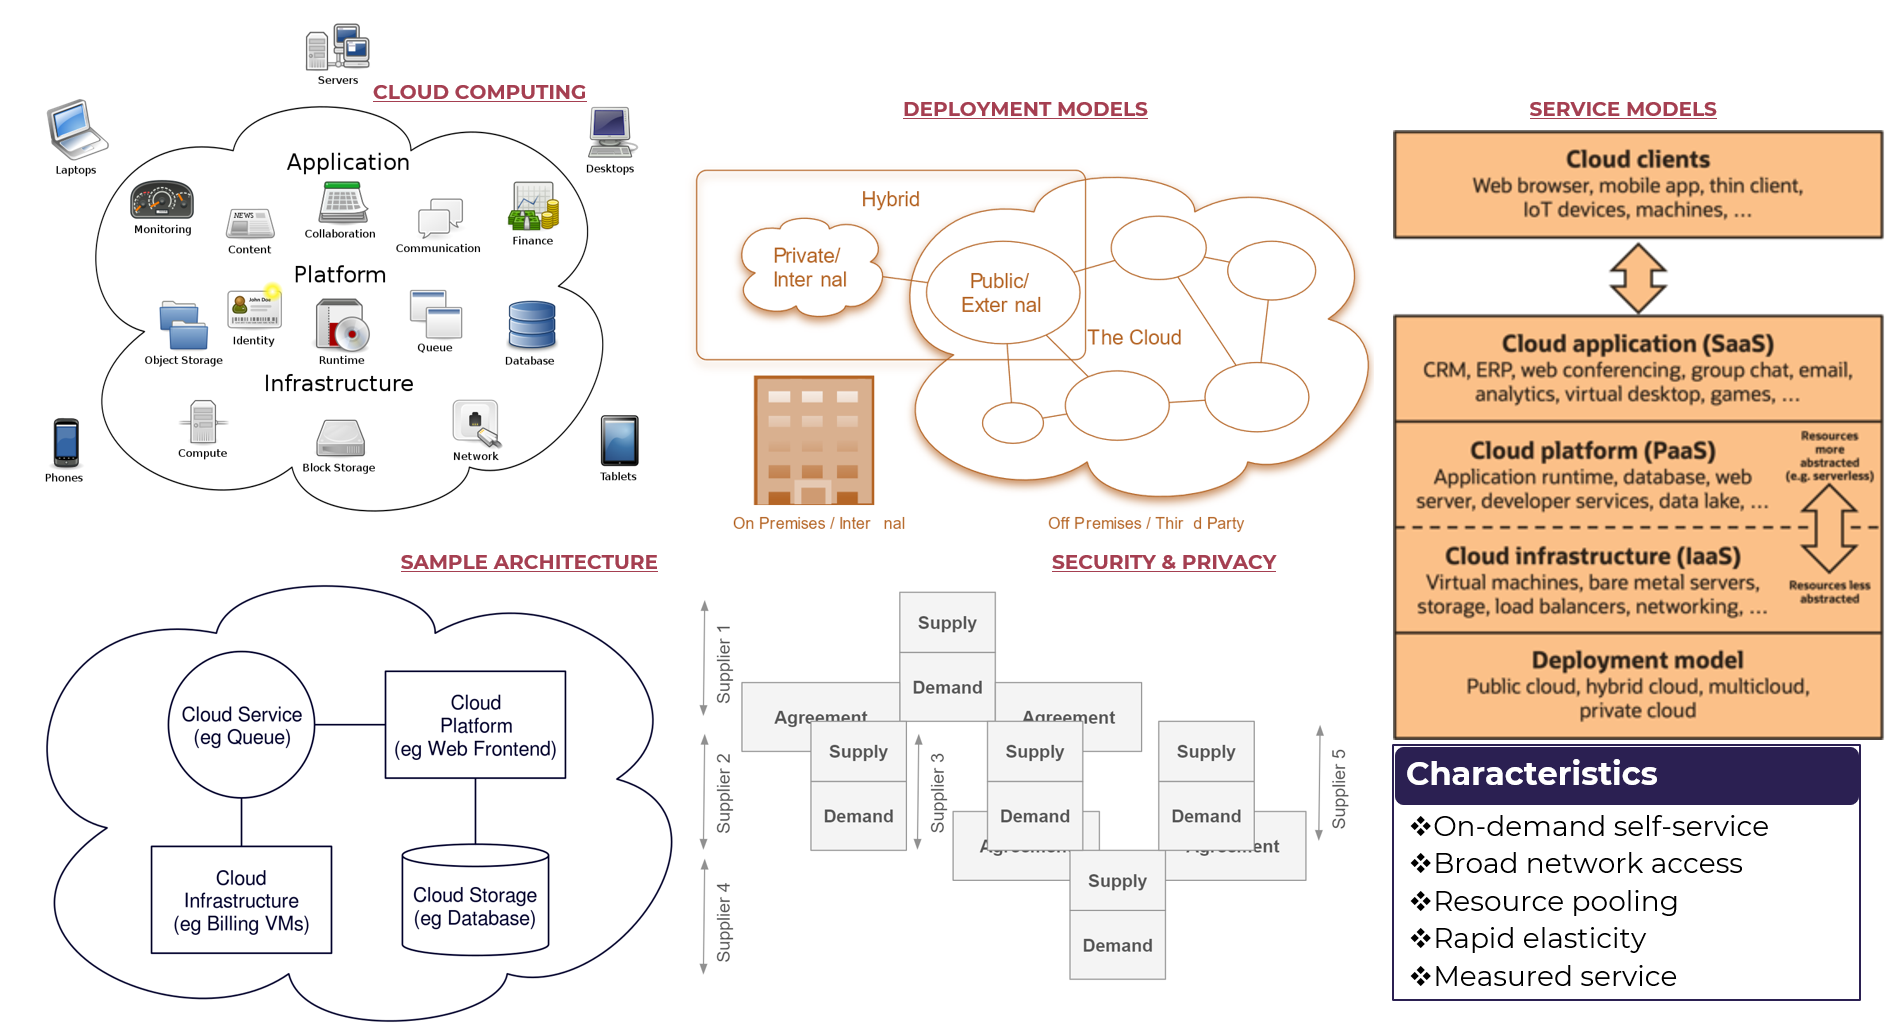 Servers
CLOUD COMPUTING
Laptops
Desktops
Application
Monitoring
NEWS
Content
Collaboration
Communication
Finance
Platform
Object Storage
John Doe
Identity
Runtime
Queue
Database
Infrastructure
Compute
Block Storage
Network
Phones
Tablets
DEPLOYMENT MODELS
Hybrid
Private/
Inter nal
Public/
Exter nal
The Cloud
On Premises / Inter nal
Off Premises / Thir d Party
SERVICE MODELS
Cloud clients
Web browser, mobile app, thin client,
IoT devices, machines, ...
Cloud application (SaaS)
CRM, ERP, web conferencing, group chat, email,
analytics, virtual desktop, games, ...
Cloud platform (PaaS)
Application runtime, database, web
server, developer services, data lake, ...
Resources
more
abstracted
(e.g. serverless)
Cloud infrastructure (IaaS)
Virtual machines, bare metal servers,
storage, load balancers, networking, ...
Resources less
abstracted
Deployment model
Public cloud, hybrid cloud, multicloud,
private cloud
SAMPLE ARCHITECTURE
Cloud Service
(eg Queue)
Cloud
Platform
(eg Web Frontend)
Cloud
Infrastructure
(eg Billing VMs)
Cloud Storage
(eg Database)
SECURITY & PRIVACY
Supplier 1
Supply
Demand
Agreement
Agreement
Supplier 2
Supply
Demand
Supplier 3
Supply
Demand
Supply
Demand
Supplier 5
Agreement
Agreement
Supplier 4
Supply
Demand
Characteristics
❖On-demand self-service
❖Broad network access
❖Resource pooling
❖Rapid elasticity
❖Measured service